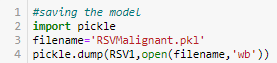 1 #saving the model
2 import pickle
3 filename='RSVMalignant.pkl'
4 pickle.dump(RSV1,open(filename,'wb'))